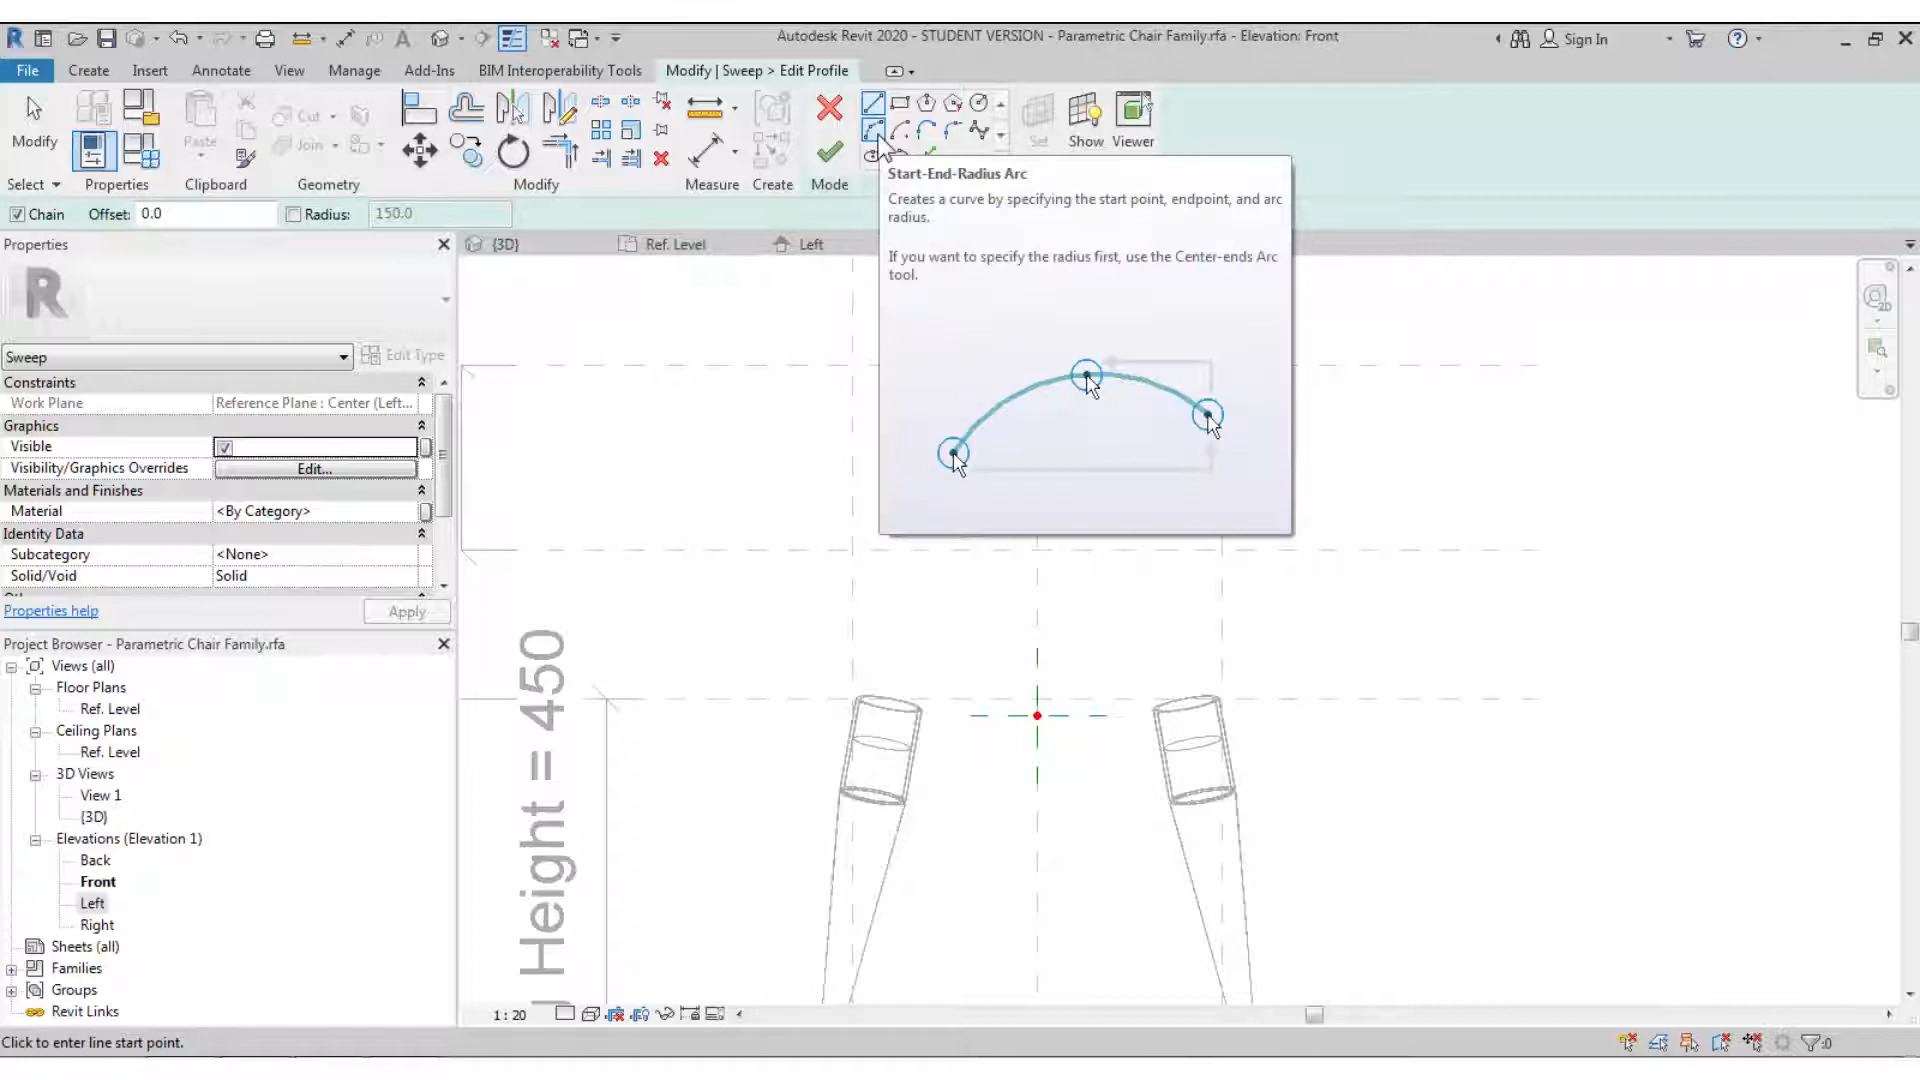 Autodesk Revit 2020 - STUDENT VERSION - Parametric Chair Family.rfa - Elevation: Front
Sign In
File
Create
Insert
Annotate
View
Manage
Add-Ins
BIM Interoperability Tools
Modify | Sweep > Edit Profile
Modify
Paste
Cut
Join
Set
Show
Viewer
Select
Properties
Clipboard
Geometry
Modify
Measure
Create
Mode
Chain
Offset: 0.0
Radius: 150.0
Start-End-Radius Arc
Creates a curve by specifying the start point, endpoint, and arc
radius.
If you want to specify the radius first, use the Center-ends Arc
tool.
Properties
{3D}
Ref. Level
Left
2D
Sweep
Edit Type
Constraints
Work Plane Reference Plane : Center (Left...
Graphics
Visible
Visibility/Graphics Overrides Edit...
Materials and Finishes
Material <By Category>
Identity Data
Subcategory <None>
Solid/Void Solid
Properties help
Apply
Project Browser - Parametric Chair Family.rfa
Views (all)
Floor Plans
Ref. Level
Ceiling Plans
Ref. Level
3D Views
View 1
{3D}
Elevations (Elevation 1)
Back
Front
Left
Right
Sheets (all)
Families
Groups
Revit Links
Height = 450
1 : 20
Click to enter line start point.
:0